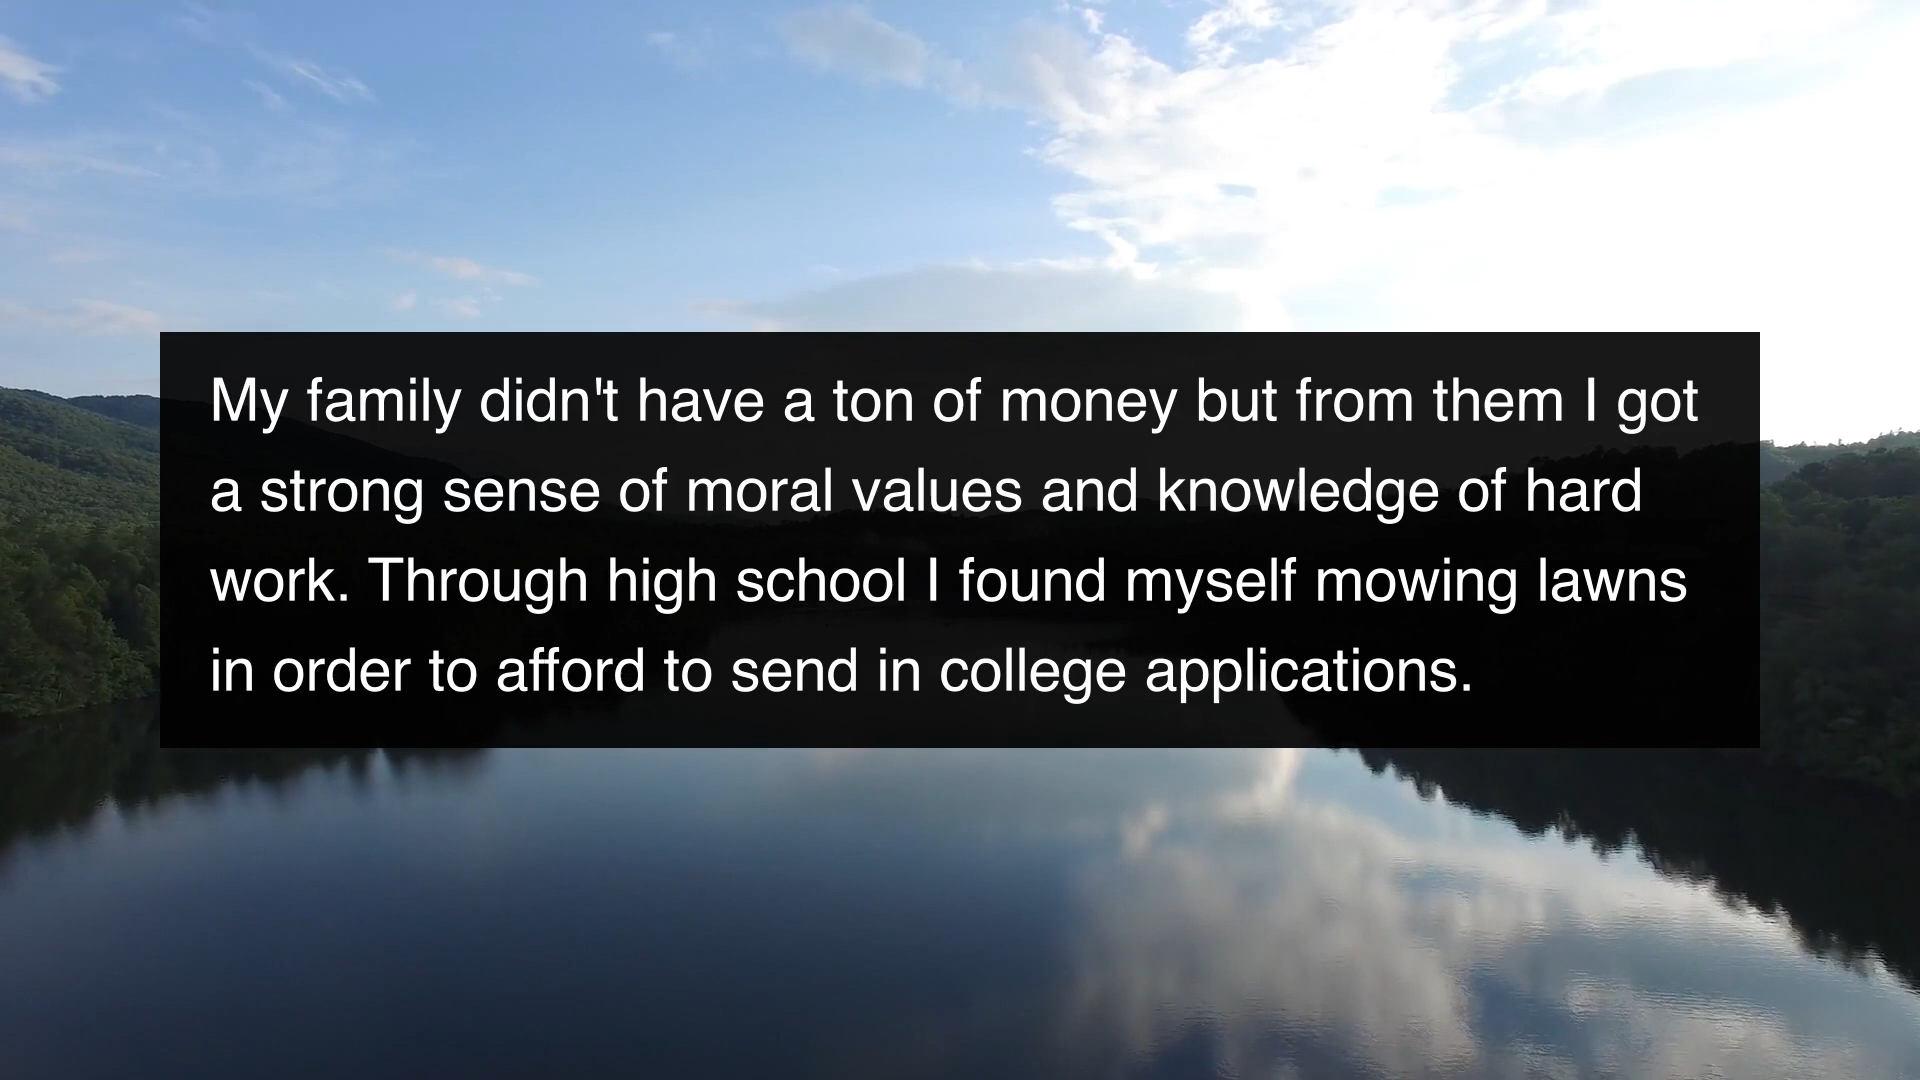 My family didn't have a ton of money but from them I got
a strong sense of moral values and knowledge of hard
work. Through high school I found myself mowing lawns
in order to afford to send in college applications.